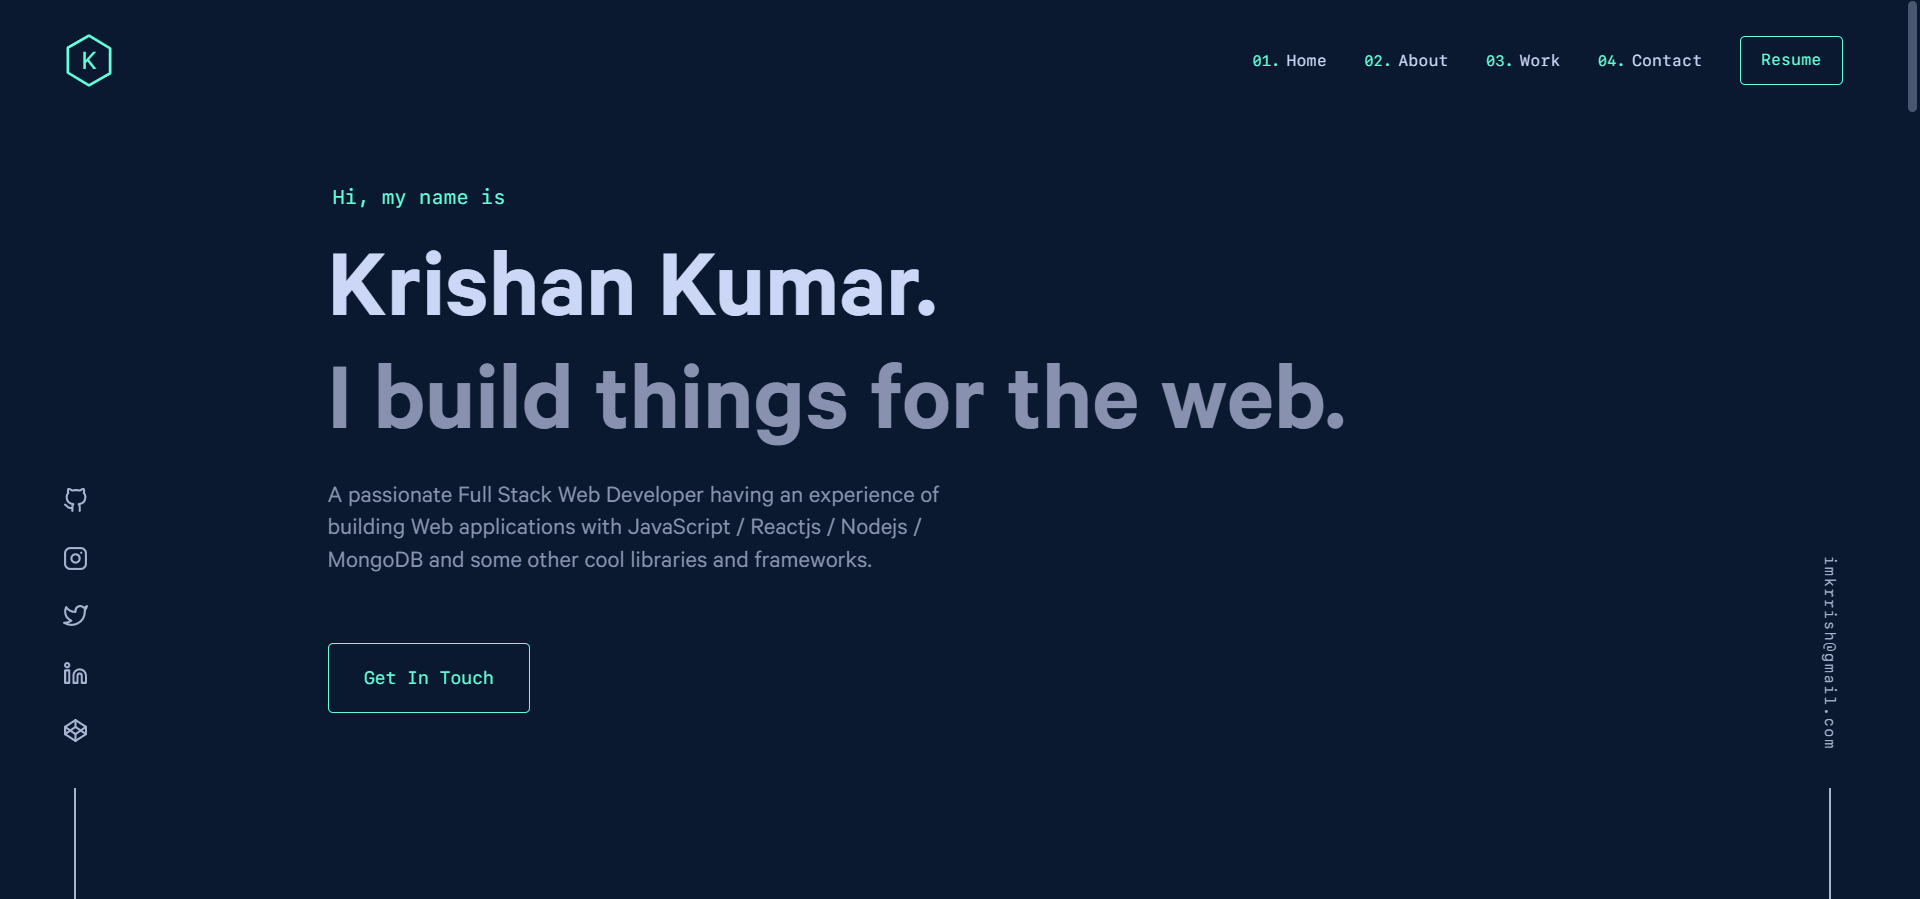 K
01. Home
02. About
03. Work
04. Contact
Resume
Hi, my name is
Krishan Kumar.
I build things for the web.
A passionate Full Stack Web Developer having an experience of
building Web applications with JavaScript / Reactjs / Nodejs /
MongoDB and some other cool libraries and frameworks.
Get In Touch
imkrrish@gmail.com